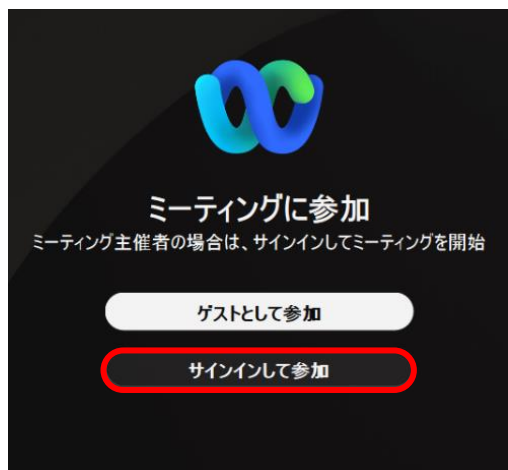 ミーティングに参加
ミーティング主催者の場合は、サインインしてミーティングを開始
ゲストとして参加
サインインして参加